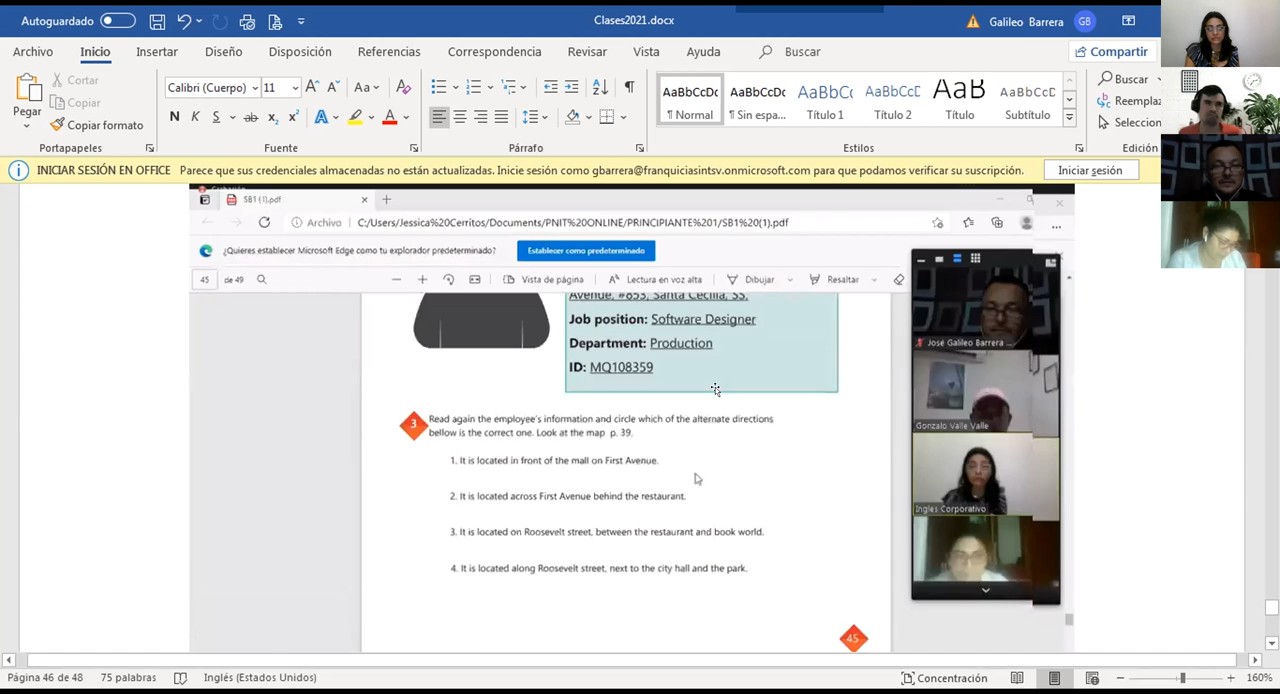 Autoguardado
Clases2021.docx
Galileo Barrera
GB
Archivo Inicio Insertar Diseño Disposición Referencias Correspondencia Revisar Vista Ayuda Buscar
Compartir
Pegar
Cortar
Copiar
Copiar formato
Portapapeles
Calibri (Cuerpo) 11
Fuente
Párrafo
AaBbCcDc AaBbCcDc AaBbCc AaBbCcD AaB AaBbCcD
¶ Normal ¶ Sin espa... Título 1 Título 2 Título Subtítulo
Estilos
Buscar
Reemplaz
Seleccion
Edición
INICIAR SESIÓN EN OFFICE Parece que sus credenciales almacenadas no están actualizadas. Inicie sesión como gbarrera@franquiciasintsv.onmicrosoft.com para que podamos verificar su suscripción.
Iniciar sesión
SB1 (1).pdf
Archivo C:/Users/Jessica%20Cerritos/Documents/PNIT%20ONLINE/PRINCIPIANTE%201/SB1%20(1).pdf
¿Quieres establecer Microsoft Edge como tu explorador predeterminado?
Establecer como predeterminado
45 de 49
Vista de página Lectura en voz alta Dibujar Resaltar
Avenue, #853, Santa Cecilia, SS.
Job position: Software Designer
Department: Production
ID: MQ108359
3 Read again the employee's information and circle which of the alternate directions
bellow is the correct one. Look at the map p. 39.
1. It is located in front of the mall on First Avenue.
2. It is located across First Avenue behind the restaurant.
3. It is located on Roosevelt street, between the restaurant and book world.
4. It is located along Roosevelt street, next to the city hall and the park.
45
José Galileo Barrera ...
Gonzalo Valle Valle
Ingles Corporativo
Página 46 de 48 75 palabras Inglés (Estados Unidos)
Concentración
160%